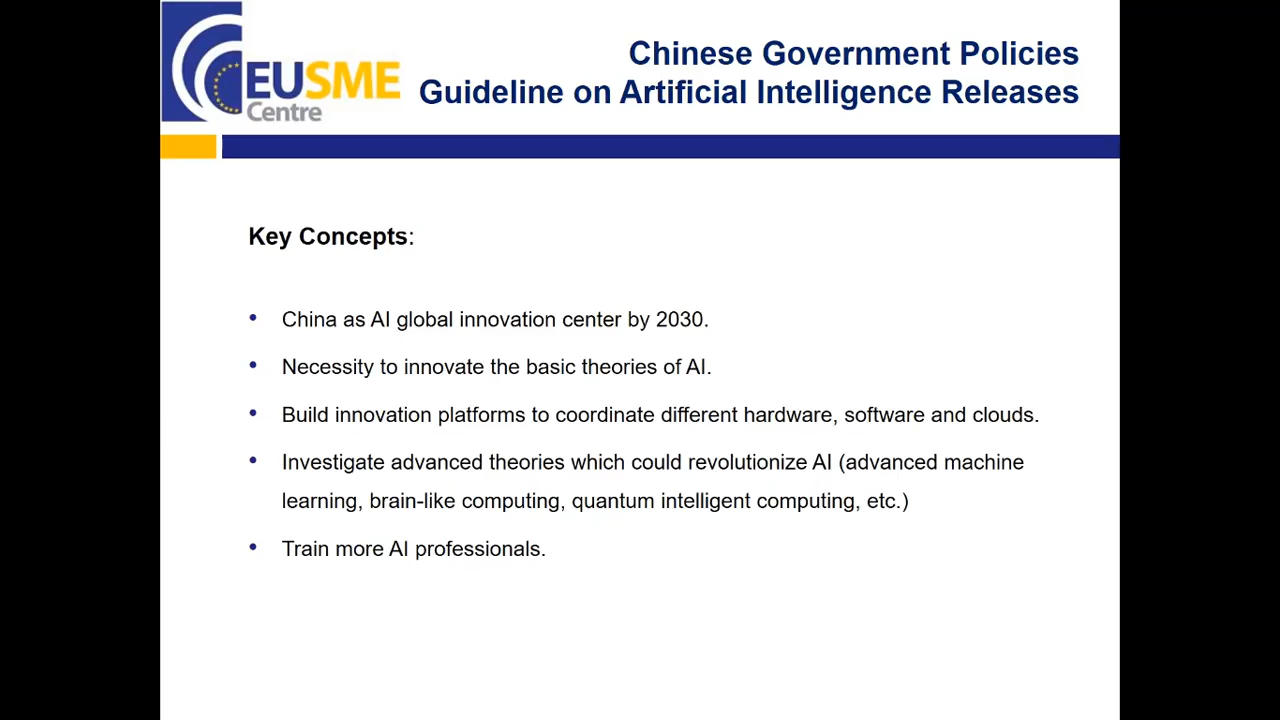 EUSME
Centre
Chinese Government Policies
Guideline on Artificial Intelligence Releases
Key Concepts:
• China as AI global innovation center by 2030.
• Necessity to innovate the basic theories of AI.
• Build innovation platforms to coordinate different hardware, software and clouds.
• Investigate advanced theories which could revolutionize AI (advanced machine
learning, brain-like computing, quantum intelligent computing, etc.)
• Train more AI professionals.